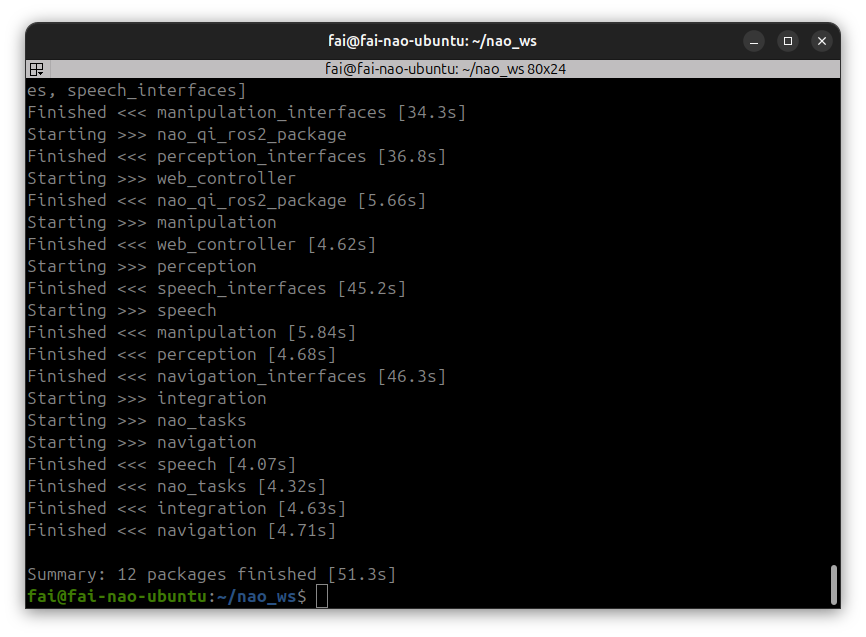 fai@fai-nao-ubuntu: ~/nao_ws
fai@fai-nao-ubuntu: ~/nao_ws 80x24
es, speech_interfaces]
Finished <<< manipulation_interfaces [34.3s]
Starting >>> nao_qi_ros2_package
Finished <<< perception_interfaces [36.8s]
Starting >>> web_controller
Finished <<< nao_qi_ros2_package [5.66s]
Starting >>> manipulation
Finished <<< web_controller [4.62s]
Starting >>> perception
Finished <<< speech_interfaces [45.2s]
Starting >>> speech
Finished <<< manipulation [5.84s]
Finished <<< perception [4.68s]
Finished <<< navigation_interfaces [46.3s]
Starting >>> integration
Starting >>> nao_tasks
Starting >>> navigation
Finished <<< speech [4.07s]
Finished <<< nao_tasks [4.32s]
Finished <<< integration [4.63s]
Finished <<< navigation [4.71s]
Summary: 12 packages finished [51.3s]
fai@fai-nao-ubuntu:~/nao_ws$